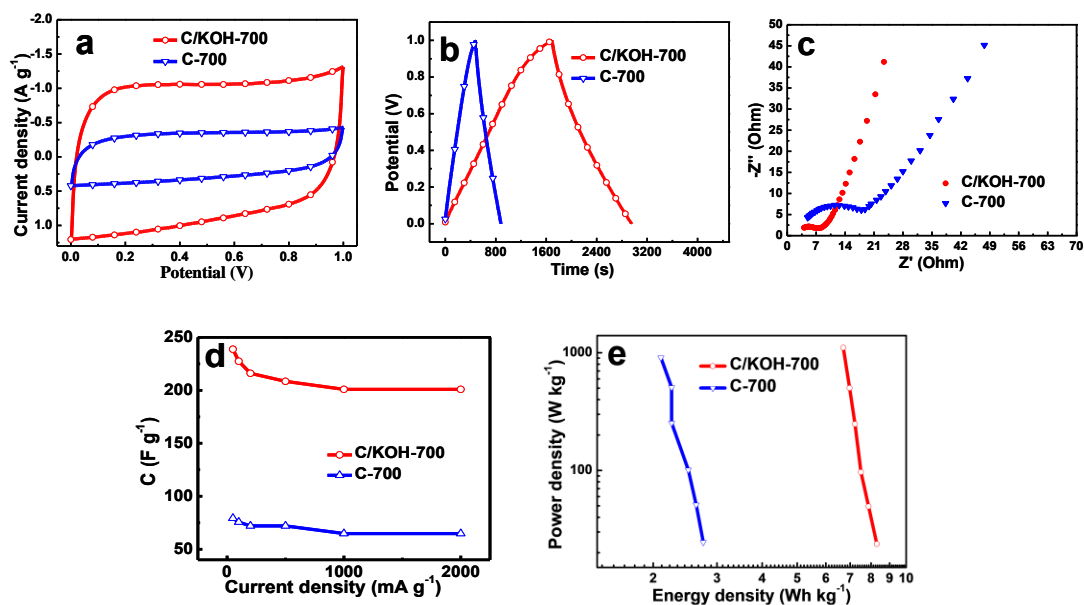 a
C/KOH-700
C-700
-2.0
-1.5
-1.0
-0.5
0.0
0.5
1.0
Current density (A g⁻¹)
0.0 0.2 0.4 0.6 0.8 1.0
Potential (V)
b
C/KOH-700
C-700
1.0
0.8
0.6
0.4
0.2
0.0
Potential (V)
0 800 1600 2400 3200 4000
Time (s)
c
C/KOH-700
C-700
50
45
40
35
30
25
20
15
10
5
0
-Z'' (Ohm)
0 7 14 21 28 35 42 49 56 63 70
Z' (Ohm)
d
C/KOH-700
C-700
250
200
150
100
50
C (F g⁻¹)
0 500 1000 1500 2000
Current density (mA g⁻¹)
e
C/KOH-700
C-700
1000
100
Power density (W kg⁻¹)
2 3 4 5 6 7 8 9 10
Energy density (Wh kg⁻¹)